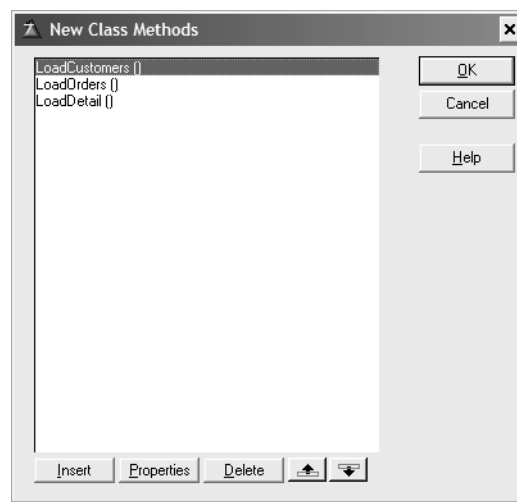 New Class Methods
LoadCustomers ()
LoadOrders ()
LoadDetail ()
OK
Cancel
Help
Insert
Properties
Delete